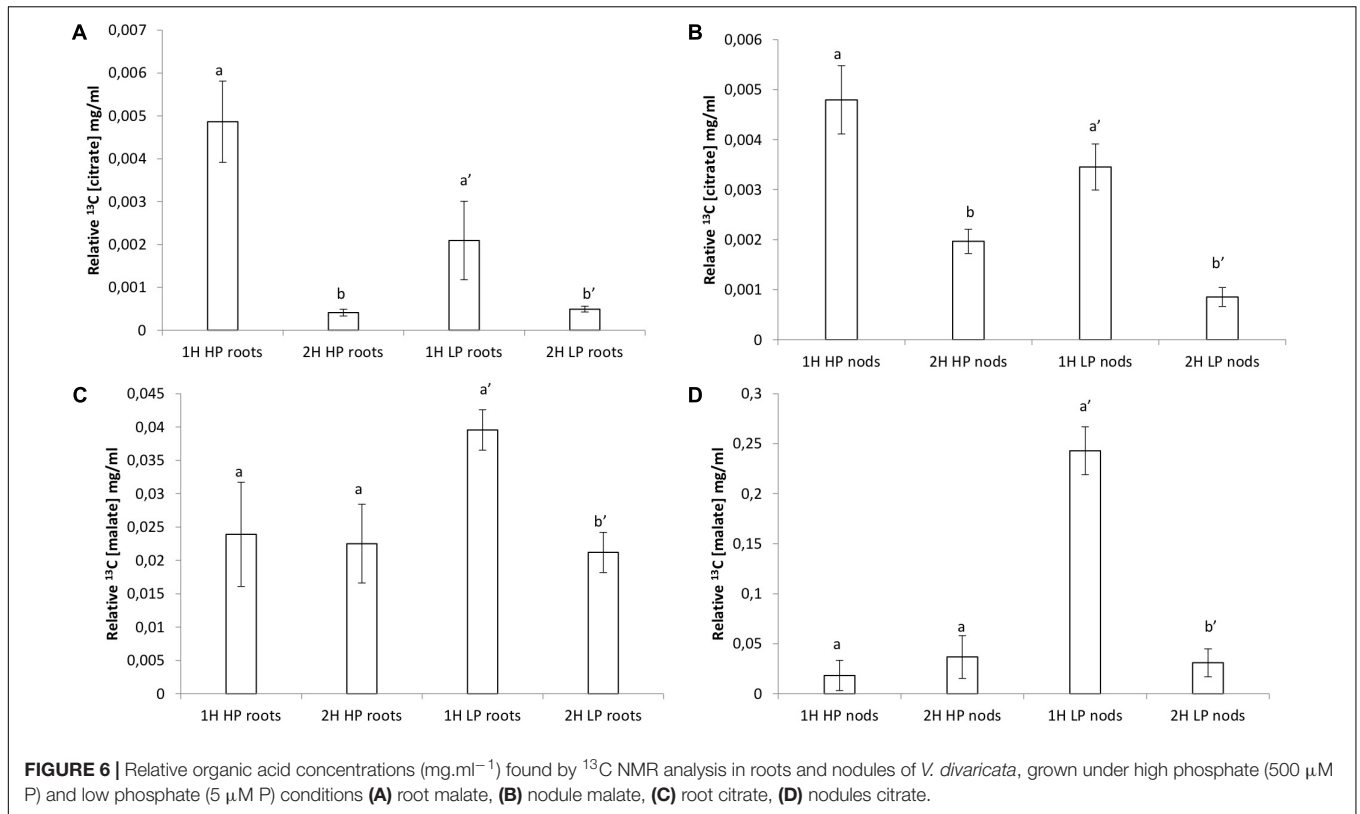 A
Relative ¹³C [citrate] mg/ml
0,007
0,006
0,005
0,004
0,003
0,002
0,001
0
a
b
a’
b’
1H HP roots
2H HP roots
1H LP roots
2H LP roots
B
Relative ¹³C [citrate] mg/ml
0,006
0,005
0,004
0,003
0,002
0,001
0
a
b
a’
b’
1H HP nods
2H HP nods
1H LP nods
2H LP nods
C
Relative ¹³C [malate] mg/ml
0,045
0,04
0,035
0,03
0,025
0,02
0,015
0,01
0,005
0
a
a
a’
b’
1H HP roots
2H HP roots
1H LP roots
2H LP roots
D
Relative ¹³C [malate] mg/ml
0,3
0,25
0,2
0,15
0,1
0,05
0
a
a
a’
b’
1H HP nods
2H HP nods
1H LP nods
2H LP nods
FIGURE 6 | Relative organic acid concentrations (mg.ml⁻¹) found by ¹³C NMR analysis in roots and nodules of V. divaricata, grown under high phosphate (500 μM
P) and low phosphate (5 μM P) conditions (A) root malate, (B) nodule malate, (C) root citrate, (D) nodules citrate.